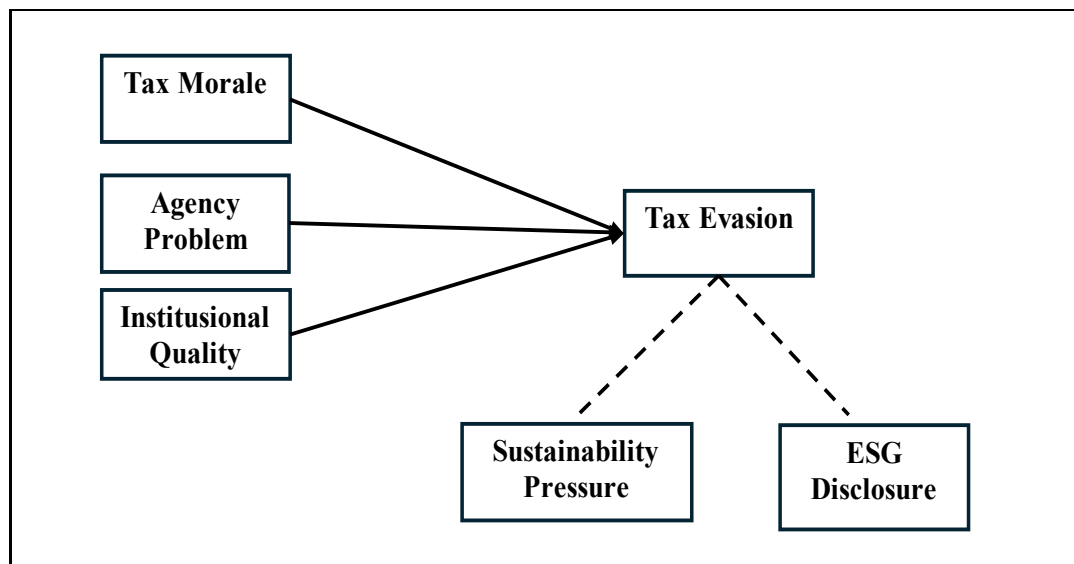 Tax Morale
Agency
Problem
Institusional
Quality
Tax Evasion
Sustainability
Pressure
ESG
Disclosure